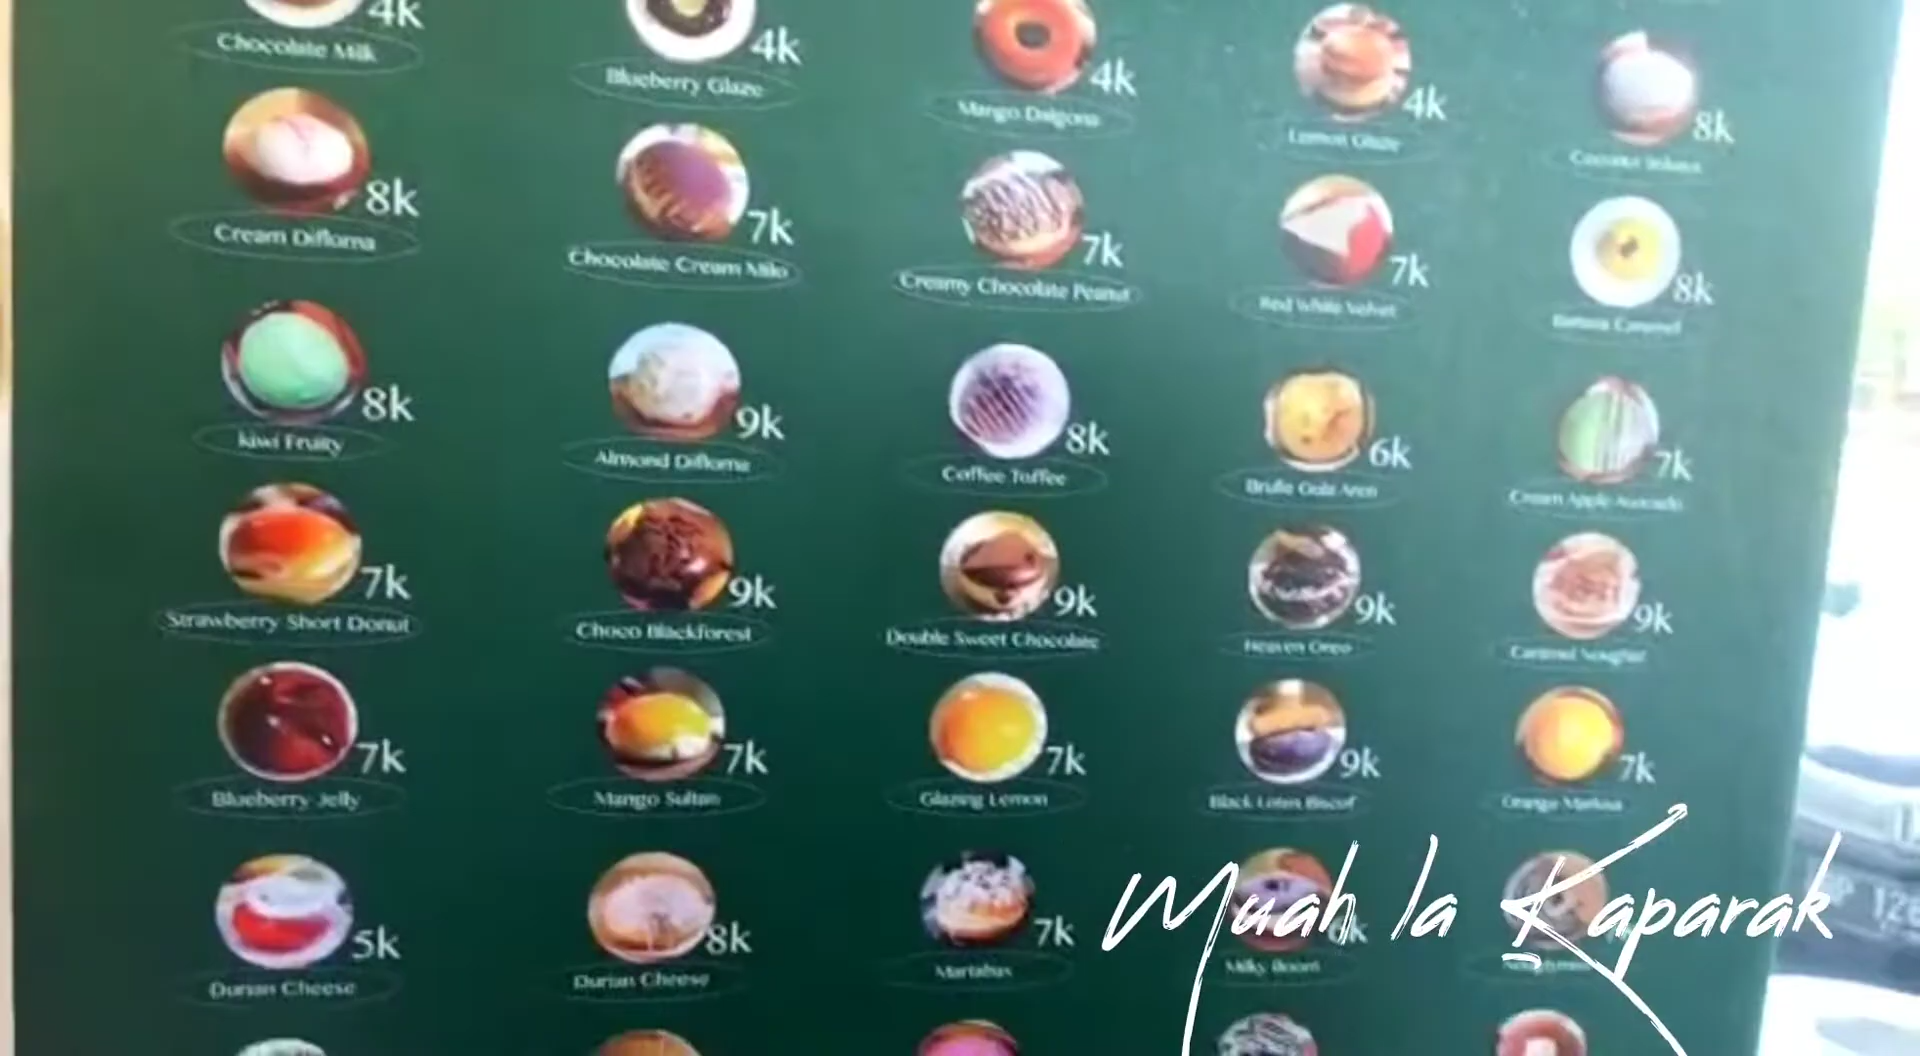 4k 4k 4k 4k 8k
Chocolate Milk
Blueberry Glaze
Mango Dalgona
Lemon Glaze
Coconut
8k 7k 7k 7k 8k
Cream Difloma
Chocolate Cream Milo
Creamy Chocolate Peanut
Red White Velvet
Caramel
8k 9k 8k 6k 7k
kiwi Fruity
Almond Difloma
Coffee Toffee
Brulle Gula Aren
Cream Apple Avocado
7k 9k 9k 9k 9k
Strawberry Short Donut
Choco Blackforest
Double Sweet Chocolate
Heaven Oreo
Caramel
7k 7k 7k 9k 7k
Blueberry Jelly
Mango Sultan
Glazing Lemon
Black Lotus Biscof
Orange
5k 8k 7k
Durian Cheese
Durian Cheese
Martabax
Milky Boom
Muah la Kaparak